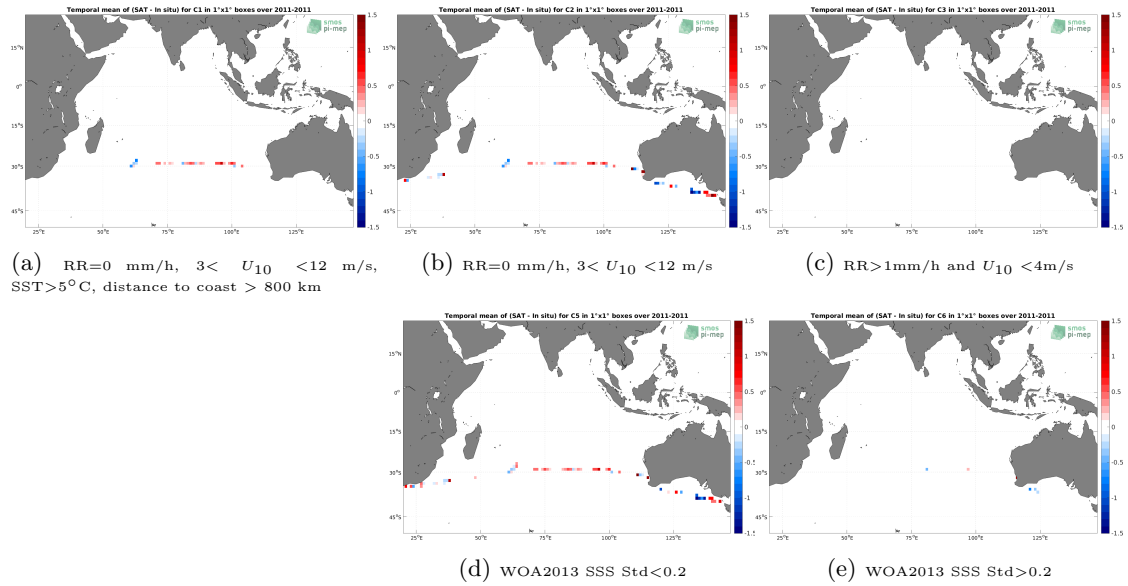 Temporal mean of (SAT - In situ) for C1 in 1°x1° boxes over 2011-2011
smos
pi-mep
15°N
0°
15°S
30°S
45°S
25°E 50°E 75°E 100°E 125°E
1.5
1
0.5
0
-0.5
-1
-1.5
(a) RR=0 mm/h, 3< U10 <12 m/s,
SST>5°C, distance to coast > 800 km
Temporal mean of (SAT - In situ) for C2 in 1°x1° boxes over 2011-2011
smos
pi-mep
15°N
0°
15°S
30°S
45°S
25°E 50°E 75°E 100°E 125°E
1.5
1
0.5
0
-0.5
-1
-1.5
(b) RR=0 mm/h, 3< U10 <12 m/s
Temporal mean of (SAT - In situ) for C3 in 1°x1° boxes over 2011-2011
smos
pi-mep
15°N
0°
15°S
30°S
45°S
25°E 50°E 75°E 100°E 125°E
1.5
1
0.5
0
-0.5
-1
-1.5
(c) RR>1mm/h and U10 <4m/s
Temporal mean of (SAT - In situ) for C5 in 1°x1° boxes over 2011-2011
smos
pi-mep
15°N
0°
15°S
30°S
45°S
25°E 50°E 75°E 100°E 125°E
1.5
1
0.5
0
-0.5
-1
-1.5
(d) WOA2013 SSS Std<0.2
Temporal mean of (SAT - In situ) for C6 in 1°x1° boxes over 2011-2011
smos
pi-mep
15°N
0°
15°S
30°S
45°S
25°E 50°E 75°E 100°E 125°E
1.5
1
0.5
0
-0.5
-1
-1.5
(e) WOA2013 SSS Std>0.2